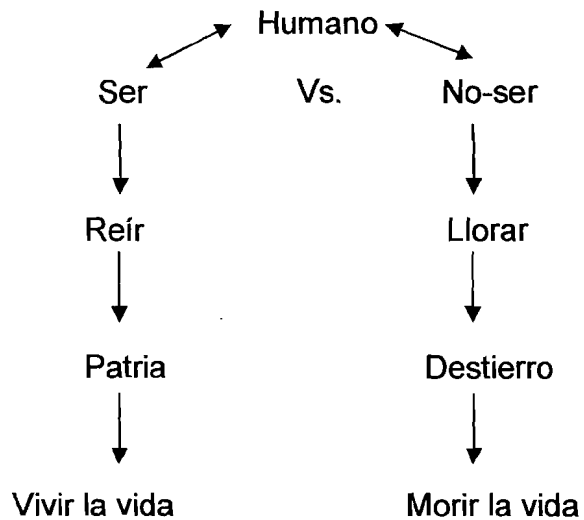 Humano
Ser Vs. No-ser
Reír Llorar
Patria Destierro
Vivir la vida Morir la vida